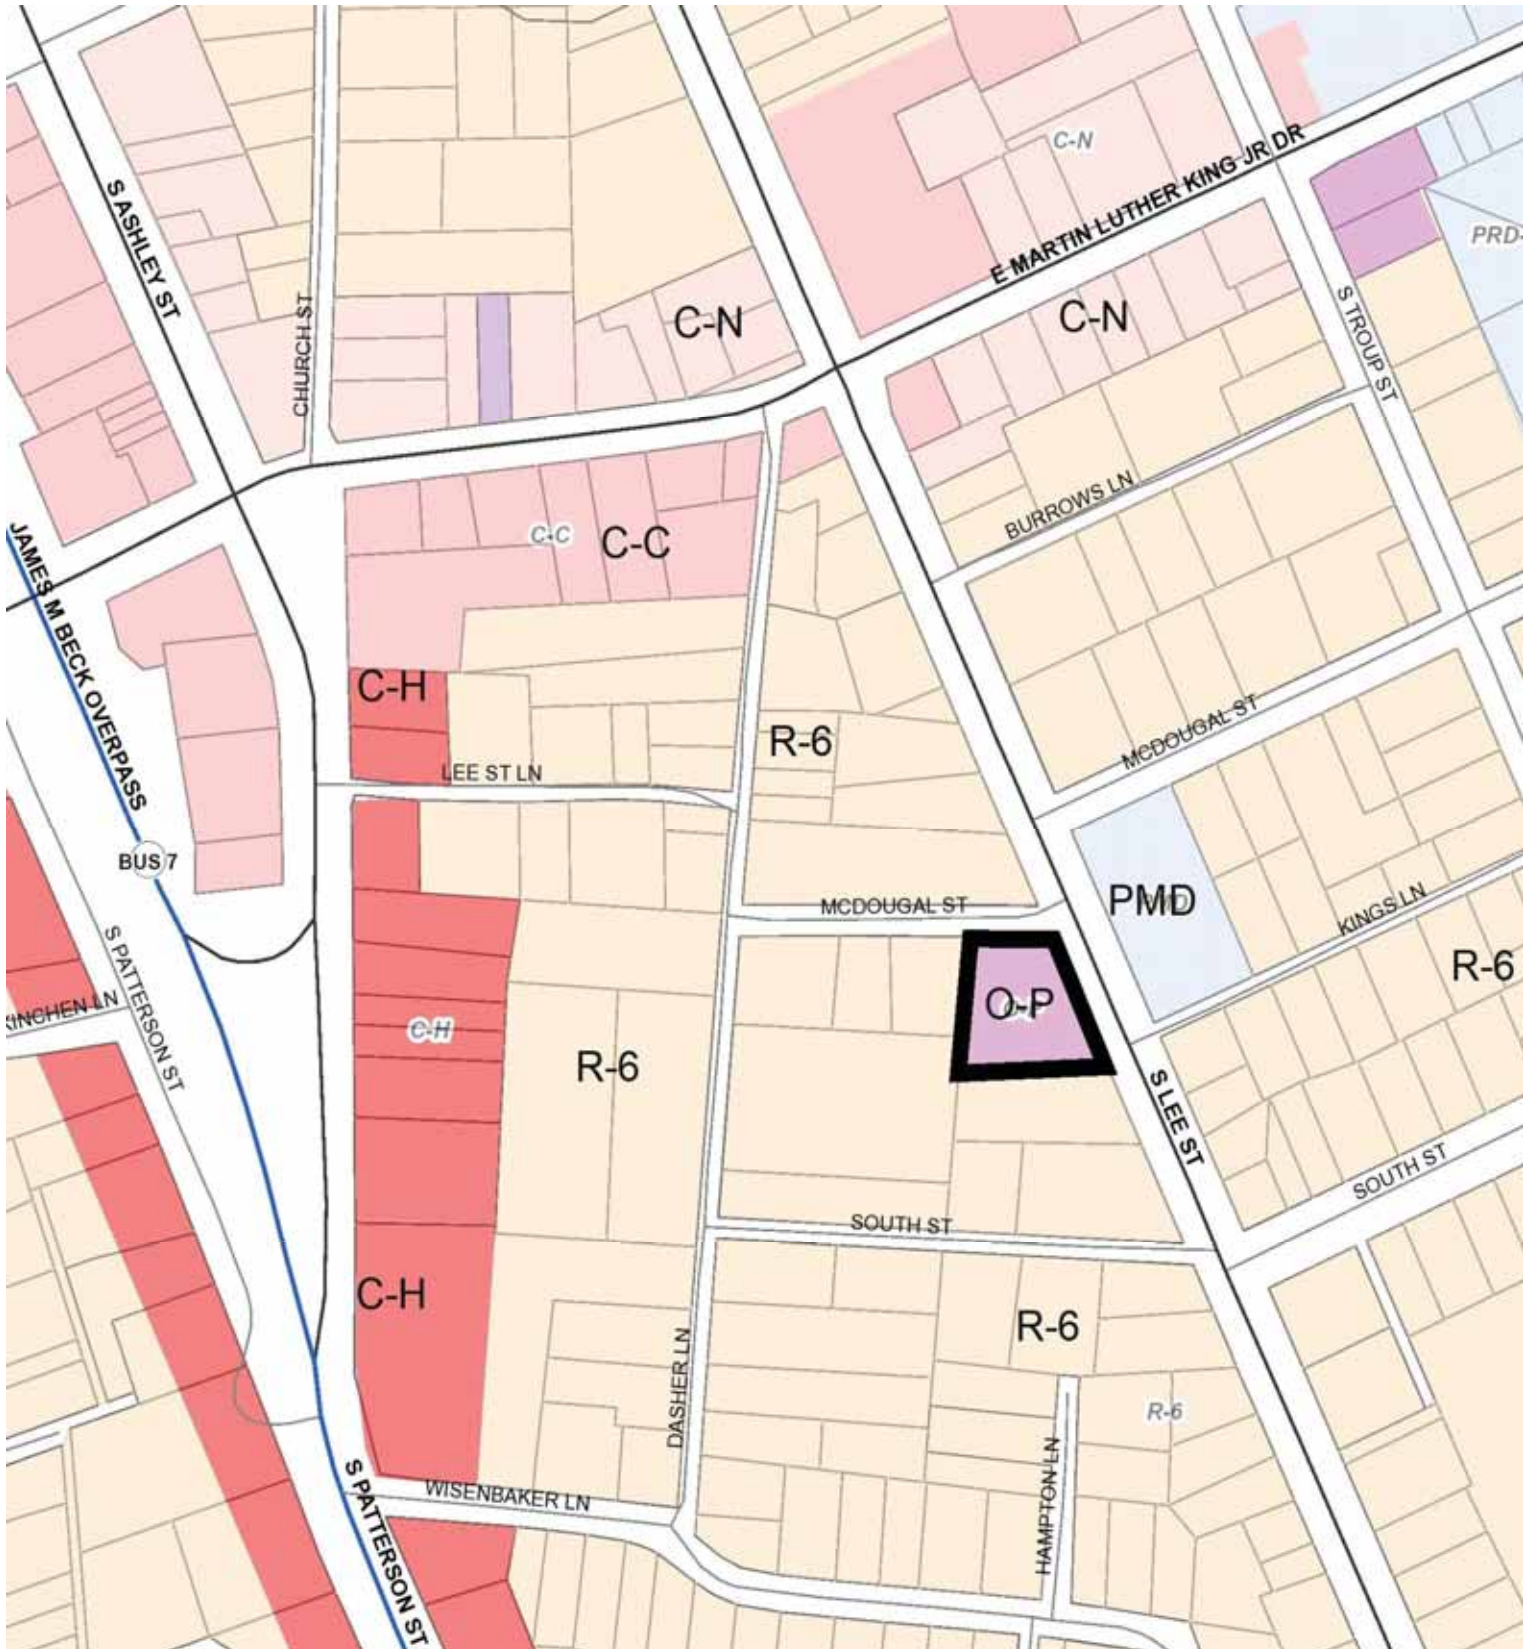 C-N
E MARTIN LUTHER KING JR DR
S ASHLEY ST
PRD-
CHURCH ST
C-N
C-N
S TROUP ST
BURROWS LN
C-C
C-C
JAMES M BECK OVERPASS
C-H
R-6
MCDOUGAL ST
LEE ST LN
BUS 7
PMD
MCDOUGAL ST
KINGS LN
S PATTERSON ST
R-6
KINCHEN LN
O-P
C-H
R-6
S LEE ST
SOUTH ST
SOUTH ST
C-H
R-6
DASHER LN
R-6
HAMPTON LN
WISENBAKER LN
S PATTERSON ST